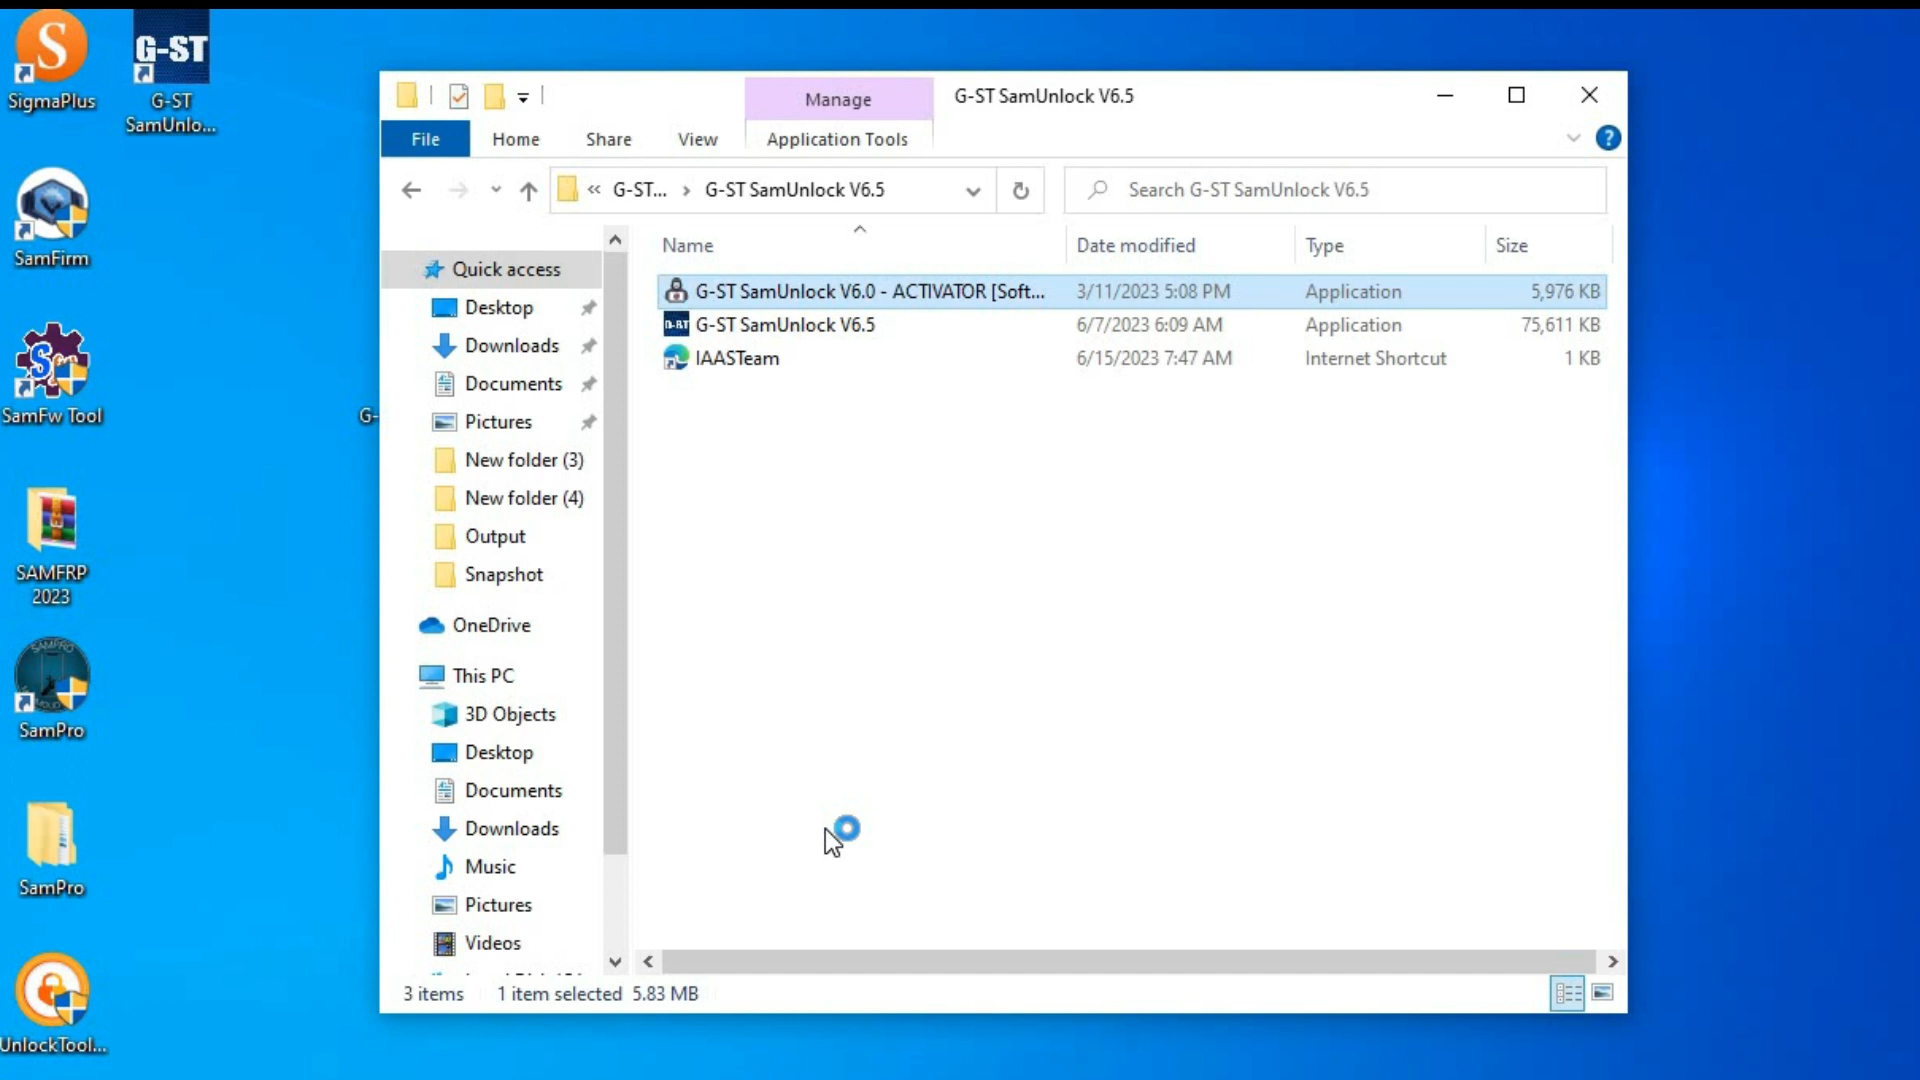 SigmaPlus
G-ST
G-ST
SamUnlo...
SamFirm
SamFw Tool
SAMFRP
2023
SAMPRO
SamPro
SamPro
UnlockTool...
G-
Manage
G-ST SamUnlock V6.5
File
Home
Share
View
Application Tools
?
« G-ST... › G-ST SamUnlock V6.5
Search G-ST SamUnlock V6.5
Name
Date modified
Type
Size
G-ST SamUnlock V6.0 - ACTIVATOR [Soft...
3/11/2023 5:08 PM
Application
5,976 KB
G-ST SamUnlock V6.5
6/7/2023 6:09 AM
Application
75,611 KB
IAASTeam
6/15/2023 7:47 AM
Internet Shortcut
1 KB
Quick access
Desktop
Downloads
Documents
Pictures
New folder (3)
New folder (4)
Output
Snapshot
OneDrive
This PC
3D Objects
Desktop
Documents
Downloads
Music
Pictures
Videos
3 items
1 item selected 5.83 MB